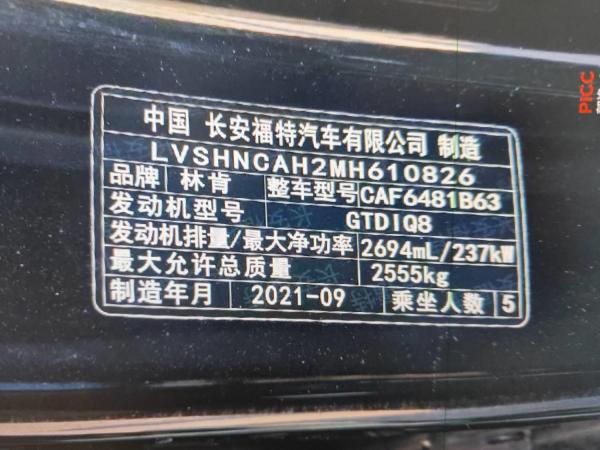 PICC
中国 长安福特汽车有限公司 制造
LVSHNCAH2MH610826
品牌 林肯 整车型号 CAF6481B63
发动机型号 GTDIQ8
发动机排量/最大净功率 2694mL/237kW
最大允许总质量 2555kg
制造年月 2021-09 乘坐人数 5